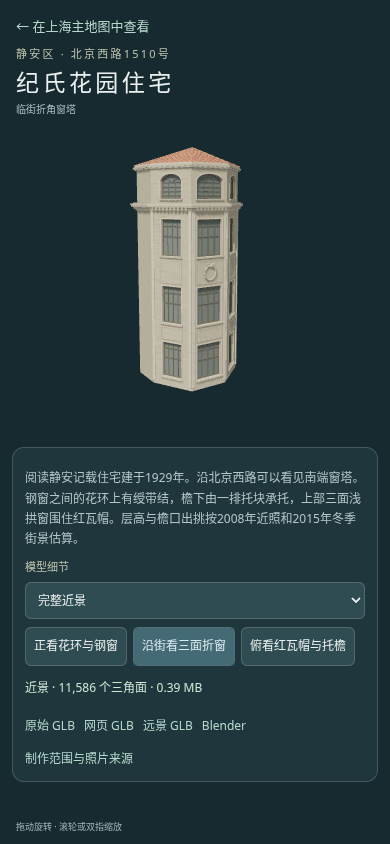 ← 在上海主地图中查看
静安区 · 北京西路1510号
纪氏花园住宅
临街折角窗塔
阅读静安记载住宅建于1929年。沿北京西路可以看见南端窗塔。
钢窗之间的花环上有绶带结，檐下由一排托块承托，上部三面浅
拱窗围住红瓦帽。层高与檐口出挑按2008年近照和2015年冬季
街景估算。
模型细节
完整近景
正看花环与钢窗
沿街看三面折窗
俯看红瓦帽与托檐
近景 · 11,586 个三角面 · 0.39 MB
原始 GLB 网页 GLB 远景 GLB Blender
制作范围与照片来源
拖动旋转 · 滚轮或双指缩放